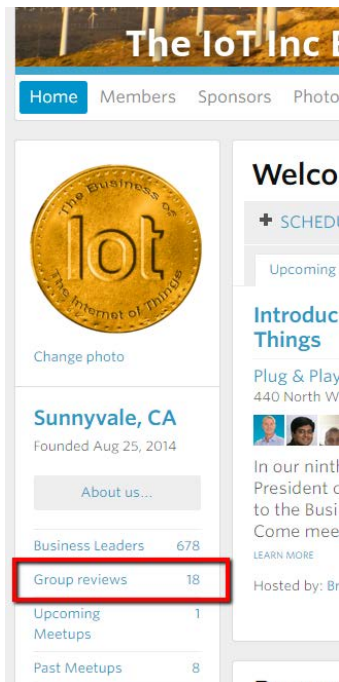 The IoT Inc
Home Members Sponsors Photo
The Business of
Iot
The Internet of Things
Change photo
Sunnyvale, CA
Founded Aug 25, 2014
About us...
Business Leaders 678
Group reviews 18
Upcoming 1
Meetups
Past Meetups 8
Welco
+ SCHEDU
Upcoming
Introduc
Things
Plug & Play
440 North W
In our ninth
President o
to the Busi
Come mee
LEARN MORE
Hosted by: Br